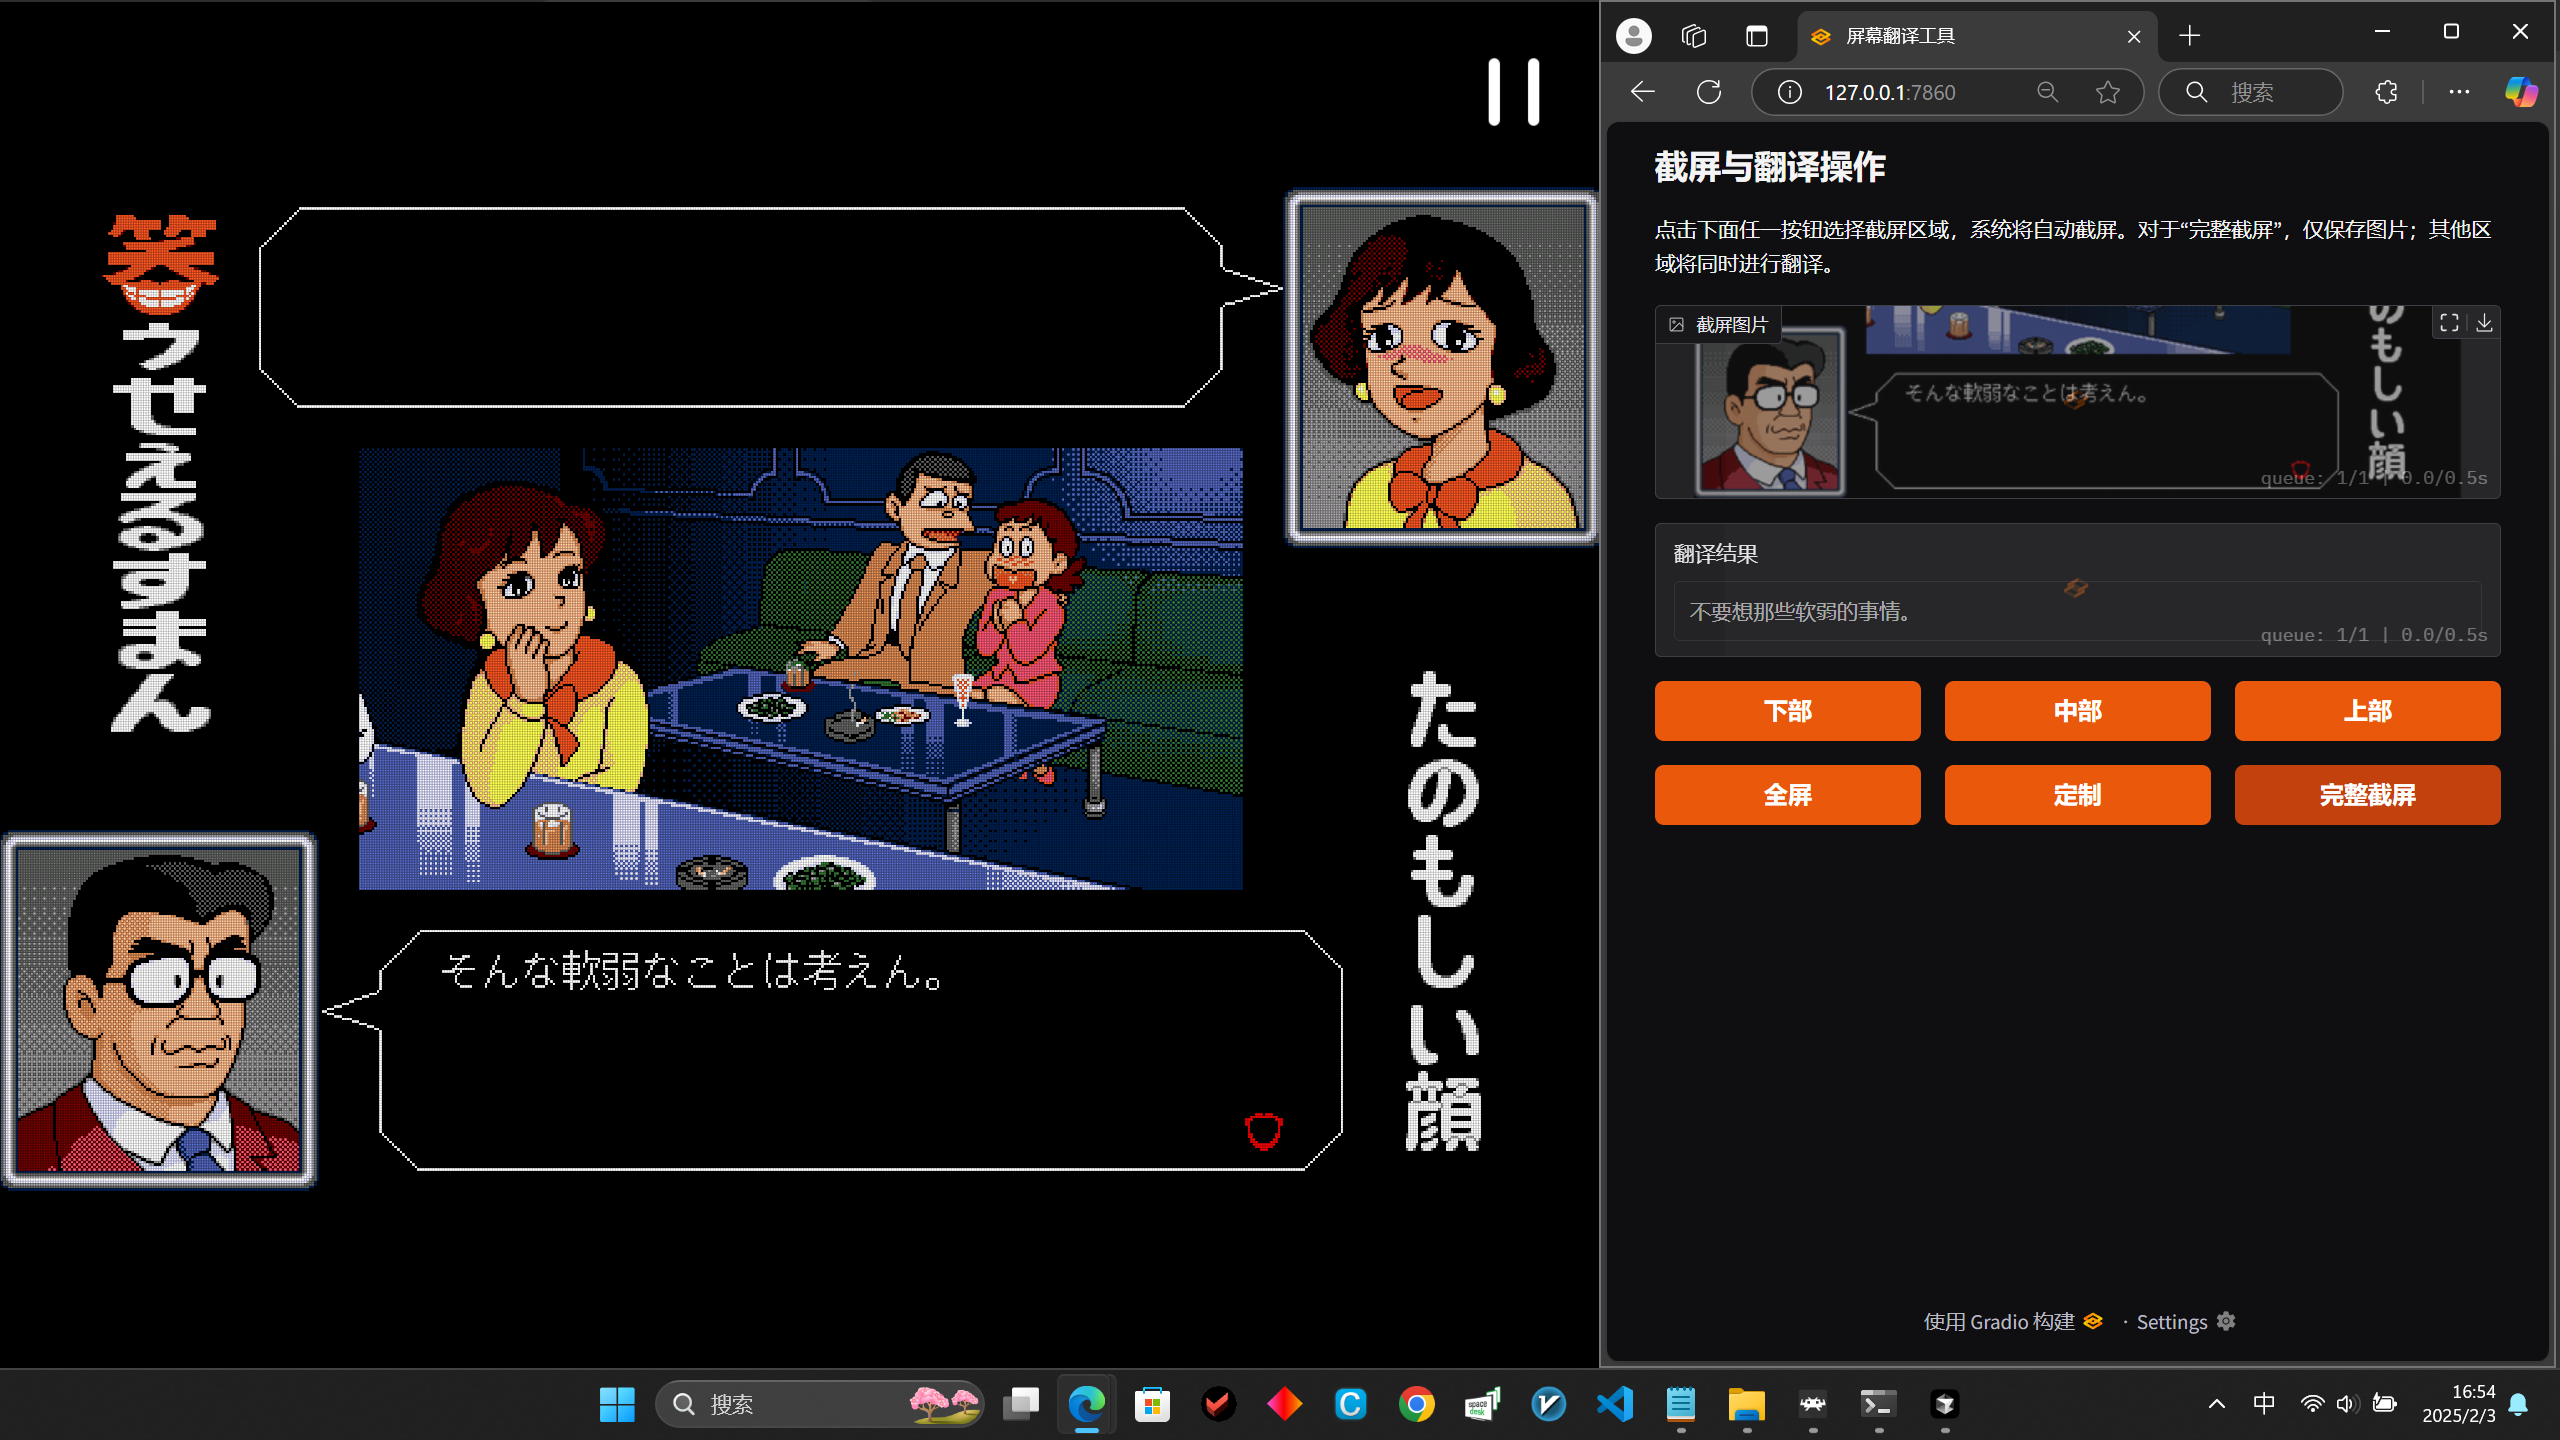 笑ゥせぇるすまん
そんな軟弱なことは考えん。
たのもしい顔
屏幕翻译工具
127.0.0.1:7860
搜索
截屏与翻译操作
点击下面任一按钮选择截屏区域，系统将自动截屏。对于“完整截屏”，仅保存图片；其他区
域将同时进行翻译。
截屏图片
そんな軟弱なことは考えん。
のもしい顔
queue: 1/1 | 0.0/0.5s
翻译结果
不要想那些软弱的事情。
queue: 1/1 | 0.0/0.5s
下部
中部
上部
全屏
定制
完整截屏
使用 Gradio 构建 · Settings
搜索
space desk
中
16:54
2025/2/3